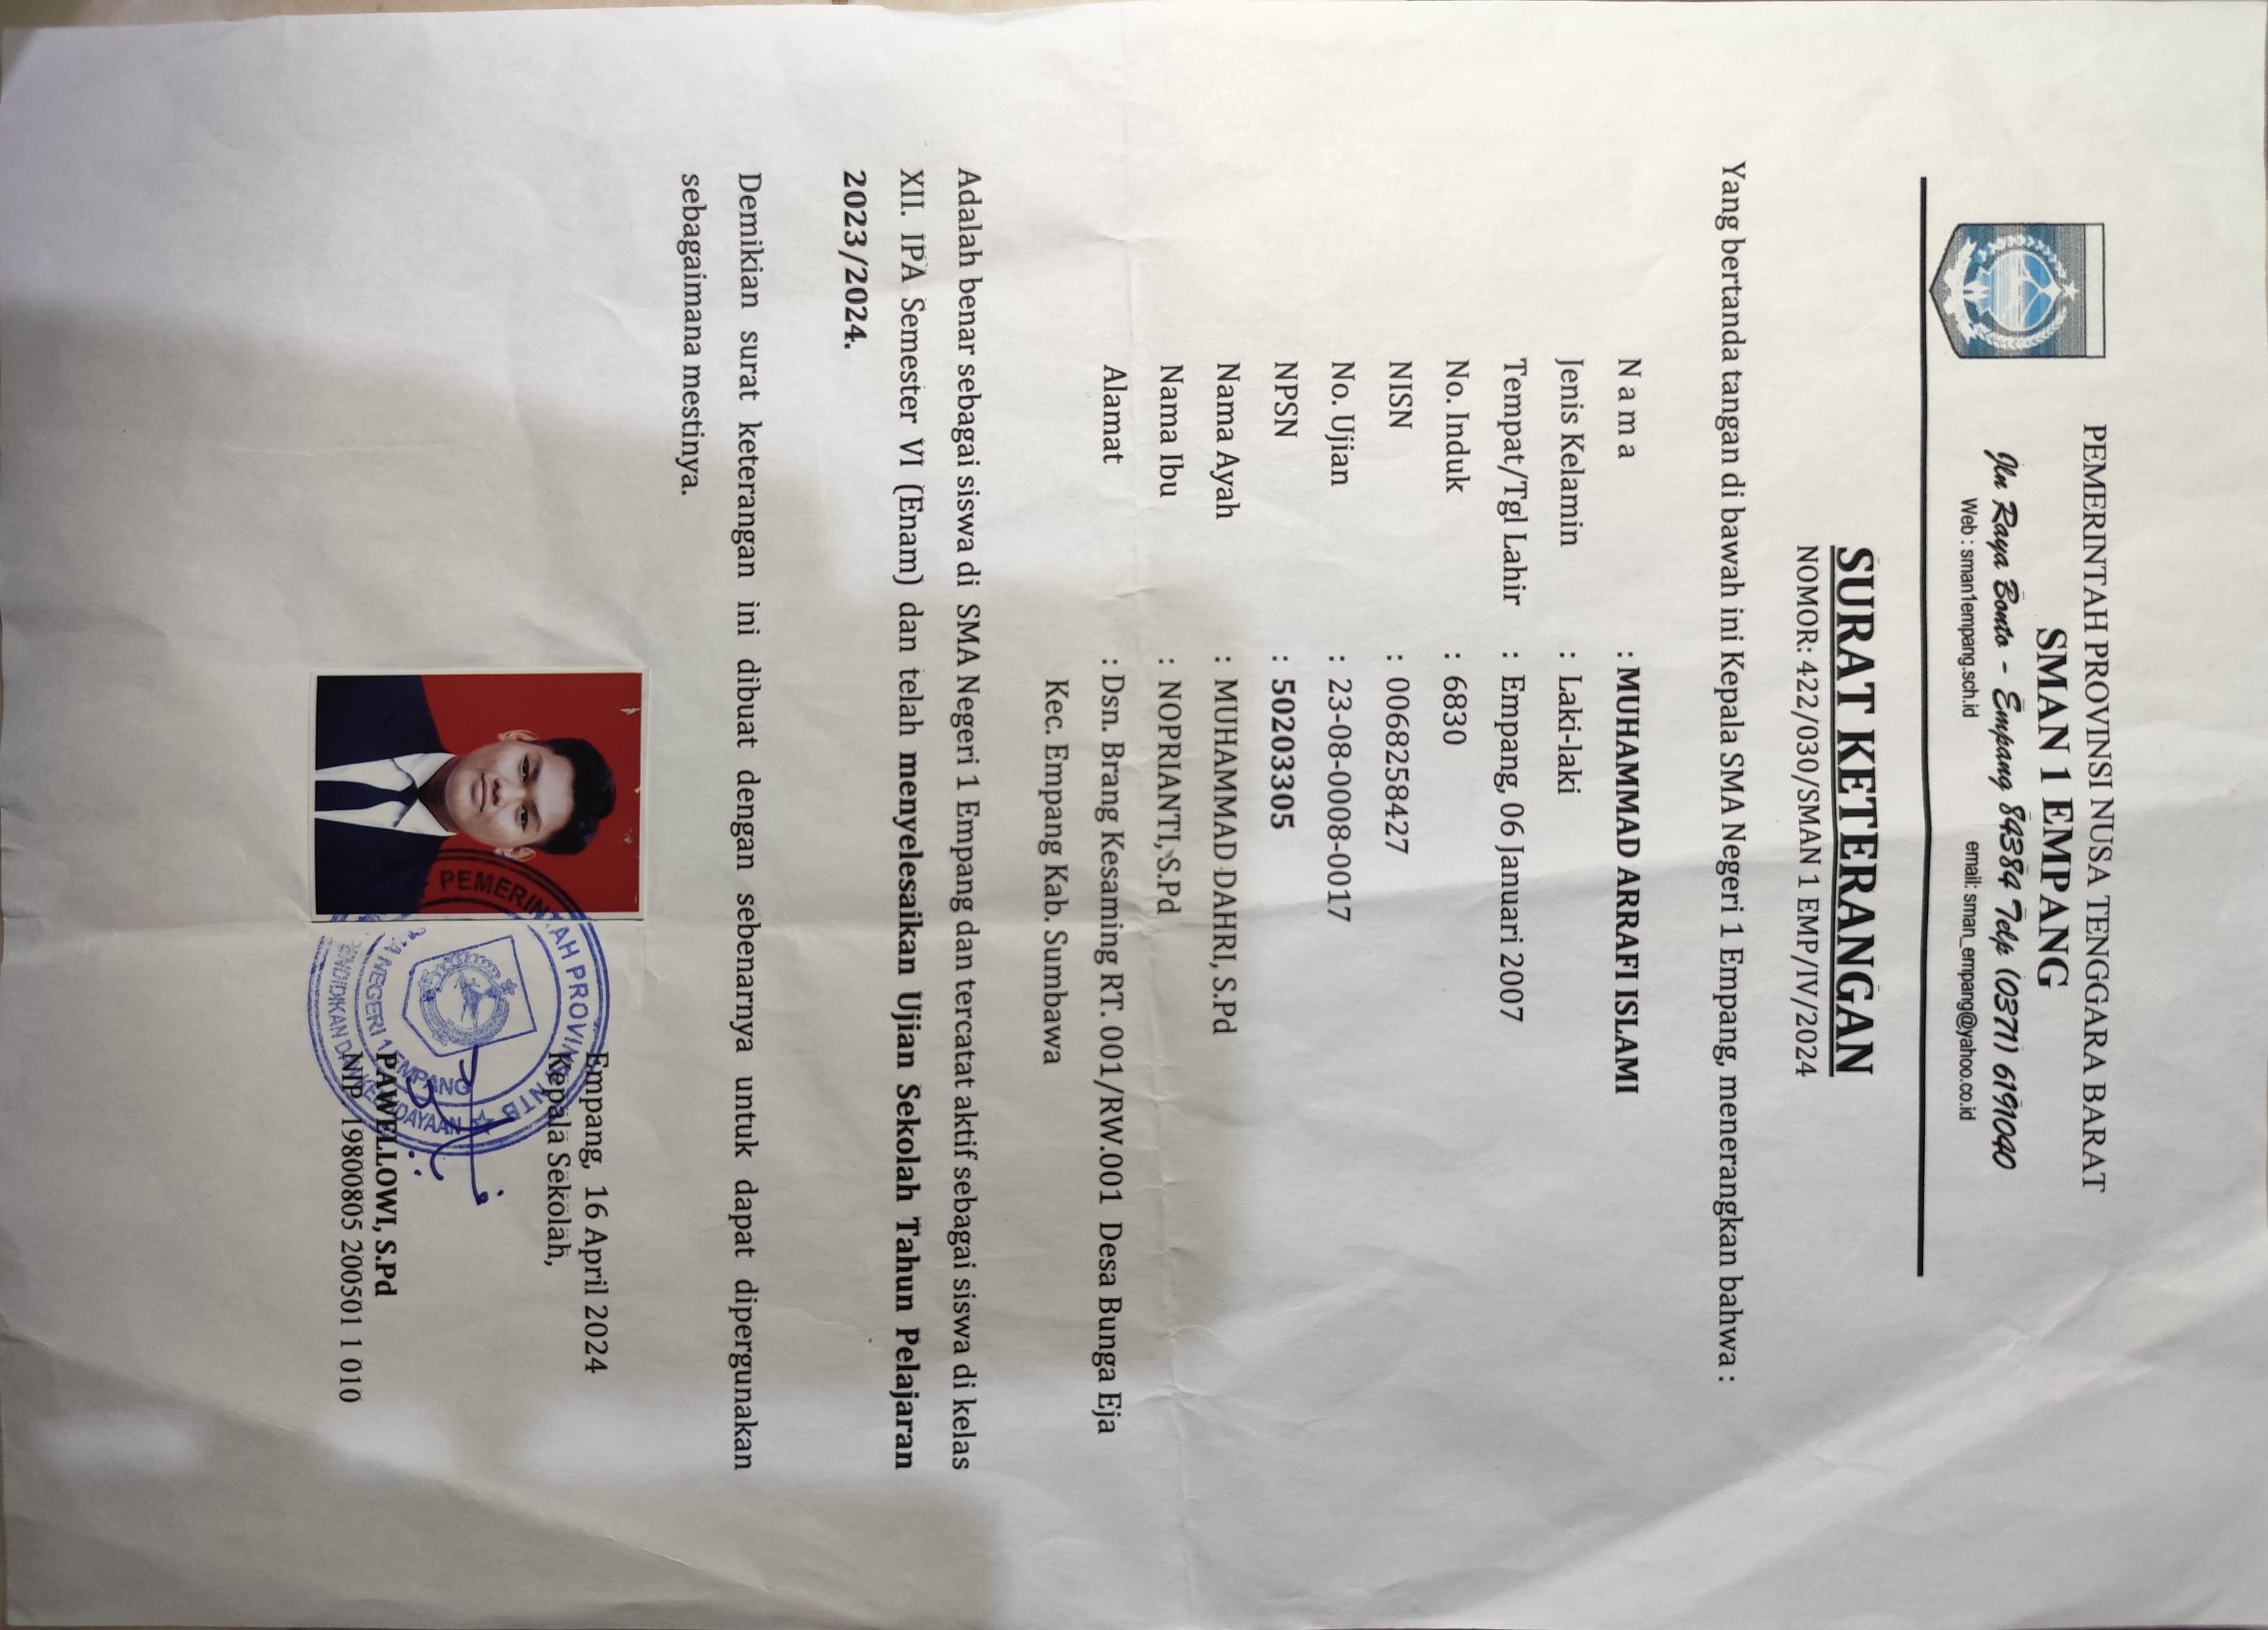 PEMERINTAH PROVINSI NUSA TENGGARA BARAT
SMAN 1 EMPANG
Jln Raya Bonto - Empang 84384 Telp (0371) 6191040
Web : sman1empang.sch.id email: sman_empang@yahoo.co.id
SURAT KETERANGAN
NOMOR: 422/030/SMAN 1 EMP/IV/2024
Yang bertanda tangan di bawah ini Kepala SMA Negeri 1 Empang, menerangkan bahwa :
N a m a : MUHAMMAD ARRAFI ISLAMI
Jenis Kelamin : Laki-laki
Tempat/Tgl Lahir : Empang, 06 Januari 2007
No. Induk : 6830
NISN : 0068258427
No. Ujian : 23-08-0008-0017
NPSN : 50203305
Nama Ayah : MUHAMMAD DAHRI, S.Pd
Nama Ibu : NOPRIANTI, S.Pd
Alamat : Dsn. Brang Kesaming RT. 001/RW.001 Desa Bunga Eja
Kec. Empang Kab. Sumbawa
Adalah benar sebagai siswa di SMA Negeri 1 Empang dan tercatat aktif sebagai siswa di kelas
XII. IPA Semester VI (Enam) dan telah menyelesaikan Ujian Sekolah Tahun Pelajaran
2023/2024.
Demikian surat keterangan ini dibuat dengan sebenarnya untuk dapat dipergunakan
sebagaimana mestinya.
Empang, 16 April 2024
Kepala Sekolah,
PEMERINTAH PROVINSI NTB
NEGERI 1 EMPANG
PAWELLOWI, S.Pd
NIP 19800805 200501 1 010